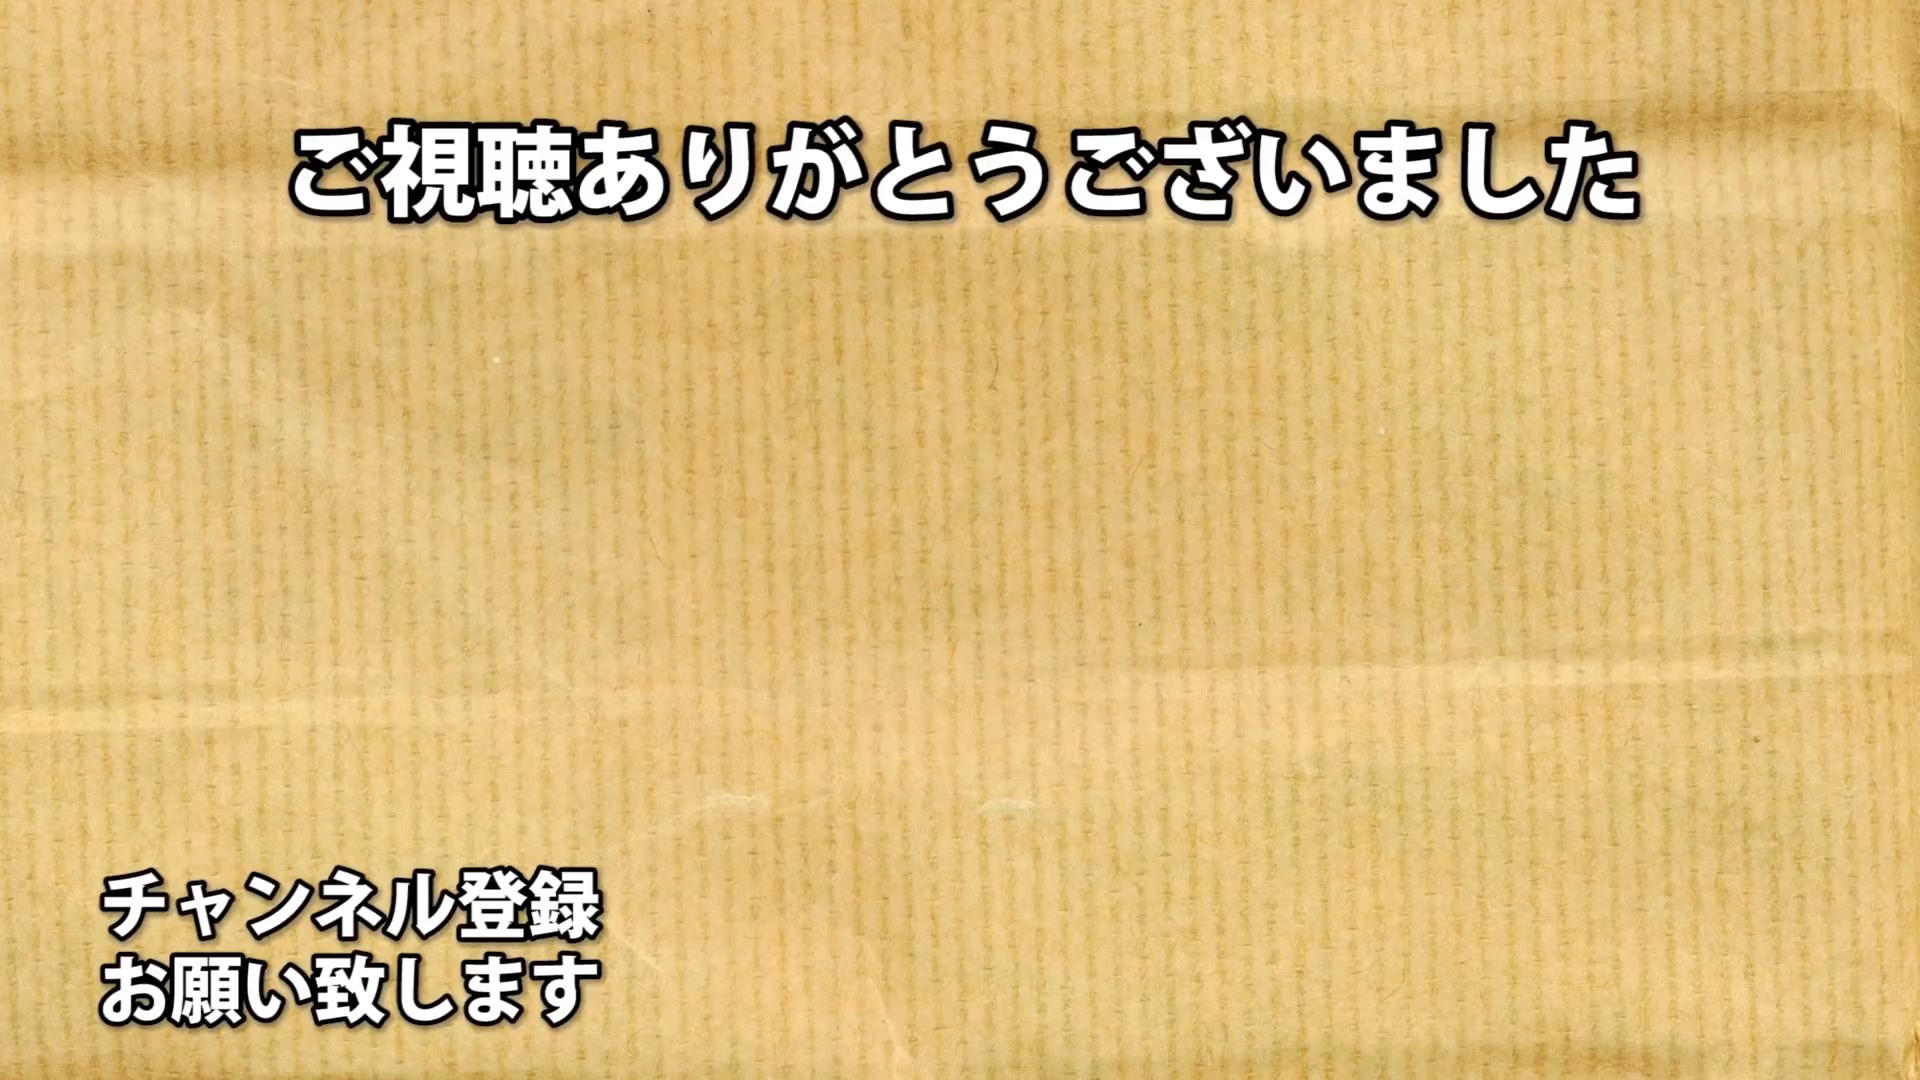 ご視聴ありがとうございました
チャンネル登録
お願い致します